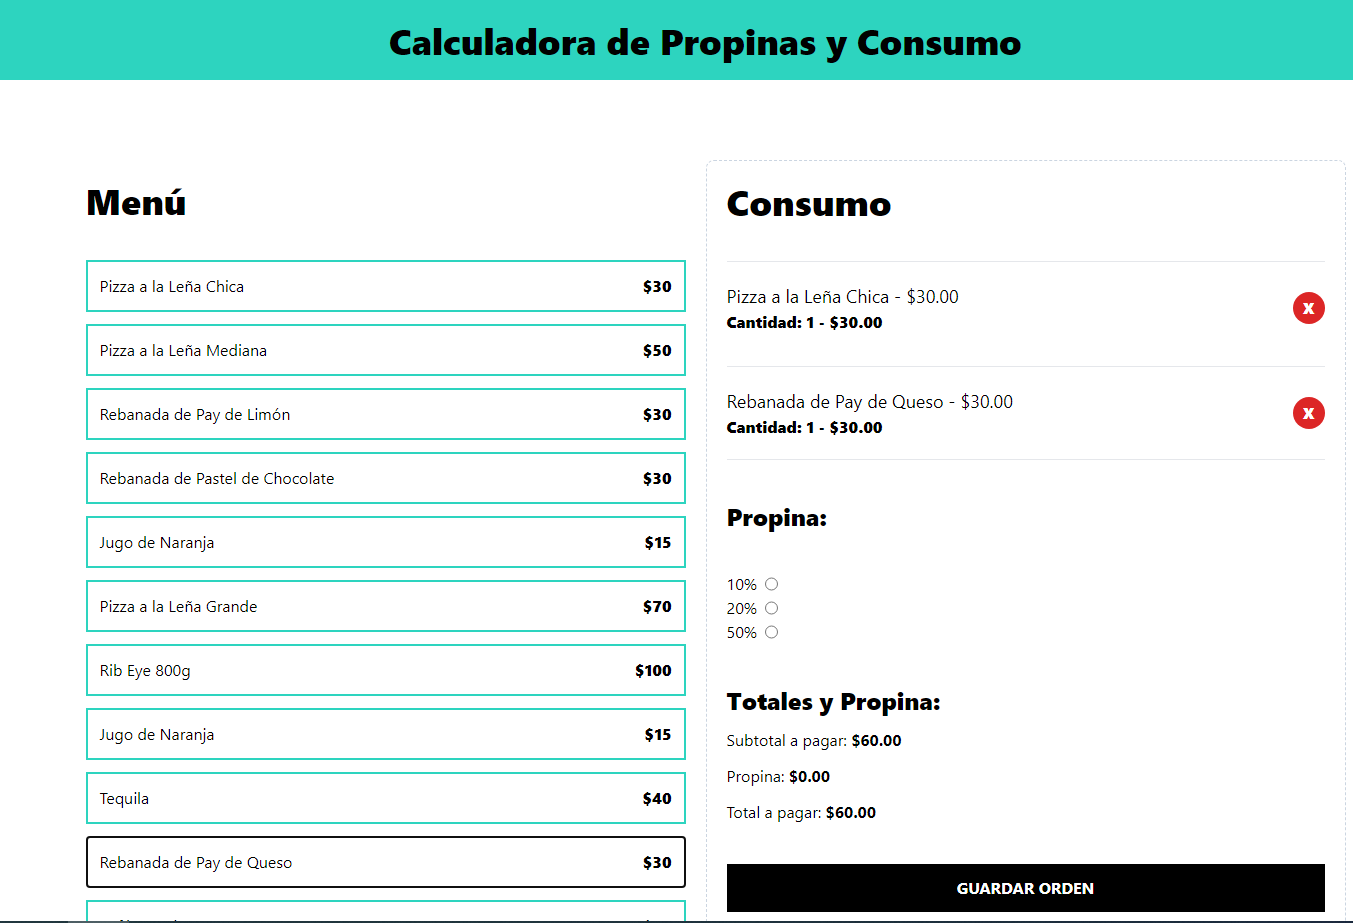 Calculadora de Propinas y Consumo
Menú
Pizza a la Leña Chica $30
Pizza a la Leña Mediana $50
Rebanada de Pay de Limón $30
Rebanada de Pastel de Chocolate $30
Jugo de Naranja $15
Pizza a la Leña Grande $70
Rib Eye 800g $100
Jugo de Naranja $15
Tequila $40
Rebanada de Pay de Queso $30
Consumo
Pizza a la Leña Chica - $30.00
Cantidad: 1 - $30.00
X
Rebanada de Pay de Queso - $30.00
Cantidad: 1 - $30.00
X
Propina:
10%
20%
50%
Totales y Propina:
Subtotal a pagar: $60.00
Propina: $0.00
Total a pagar: $60.00
GUARDAR ORDEN